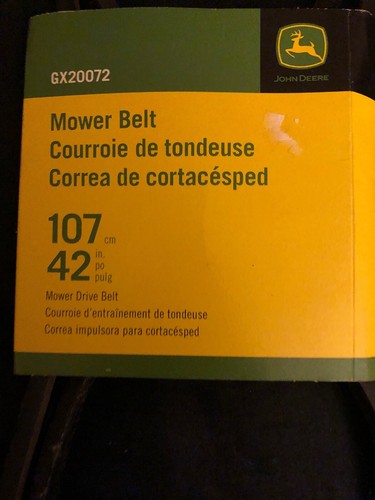 GX20072
JOHN DEERE
Mower Belt
Courroie de tondeuse
Correa de cortacésped
107 cm
42 in.
po
pulg
Mower Drive Belt
Courroie d'entraînement de tondeuse
Correa impulsora para cortacésped